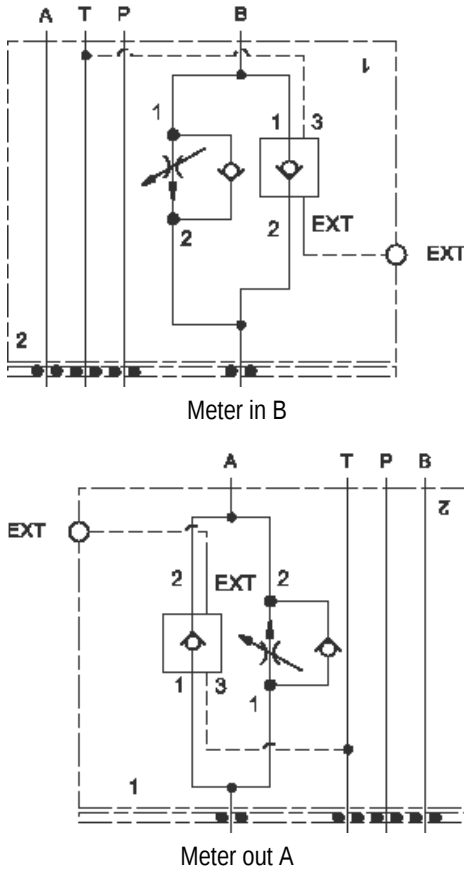 A T P B
1
1 1 3
2 2 EXT
EXT
2
Meter in B
A T P B
2
EXT
2 EXT 2
1 3 1
1
Meter out A